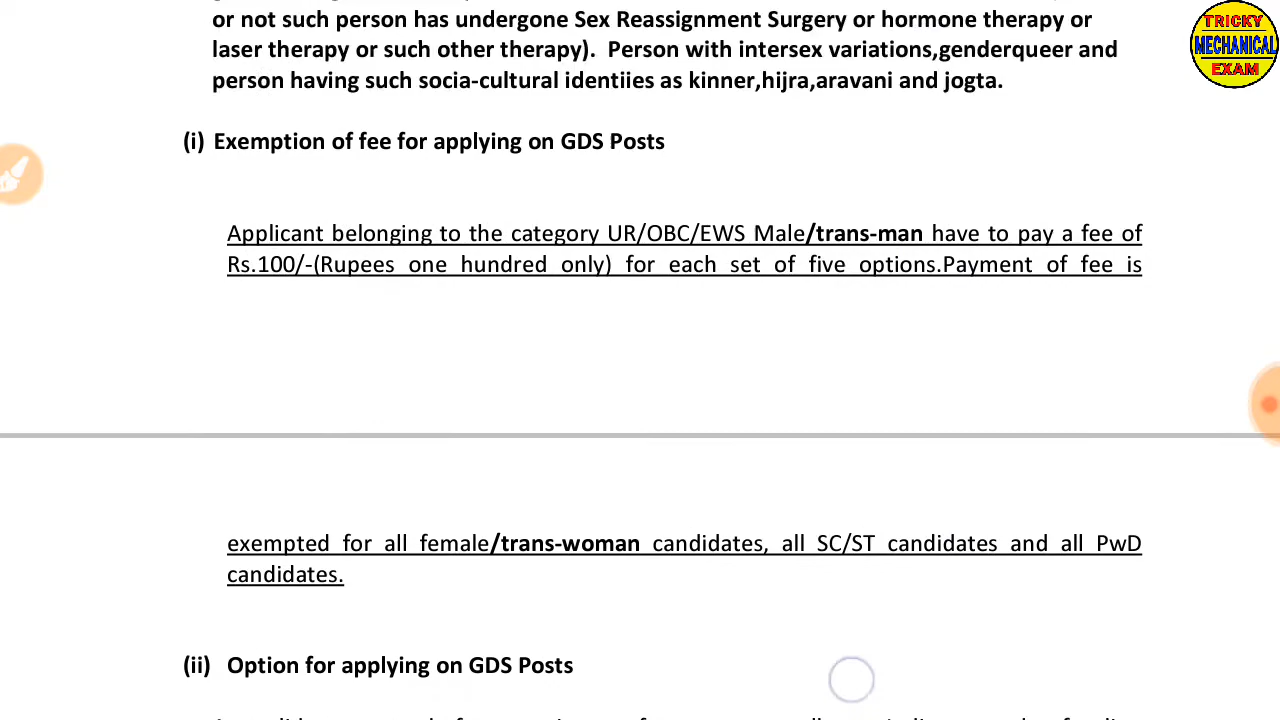 or not such person has undergone Sex Reassignment Surgery or hormone therapy or
laser therapy or such other therapy). Person with intersex variations,genderqueer and
person having such socia-cultural identiies as kinner,hijra,aravani and jogta.
TRICKY
MECHANICAL
EXAM
(i) Exemption of fee for applying on GDS Posts
Applicant belonging to the category UR/OBC/EWS Male/trans-man have to pay a fee of
Rs.100/-(Rupees one hundred only) for each set of five options.Payment of fee is
exempted for all female/trans-woman candidates, all SC/ST candidates and all PwD
candidates.
(ii) Option for applying on GDS Posts